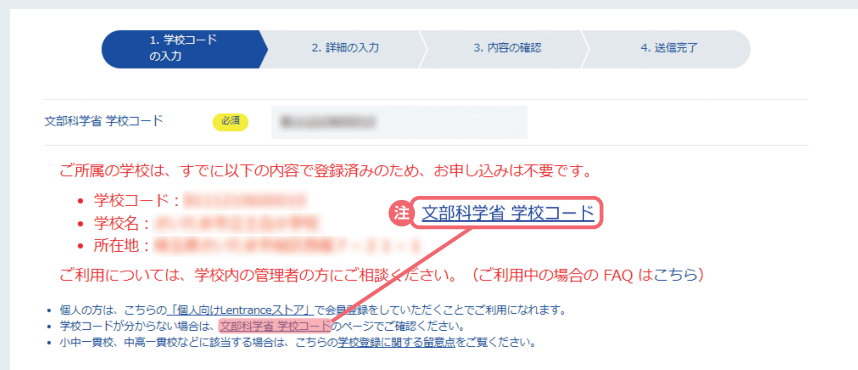 1. 学校コード
の入力
2. 詳細の入力
3. 内容の確認
4. 送信完了
文部科学省 学校コード
必須
ご所属の学校は、すでに以下の内容で登録済みのため、お申し込みは不要です。
• 学校コード：
• 学校名：
• 所在地：
注 文部科学省 学校コード
ご利用については、学校内の管理者の方にご相談ください。（ご利用中の場合の FAQ はこちら）
• 個人の方は、こちらの「個人向けLentranceストア」で会員登録をしていただくことでご利用になれます。
• 学校コードが分からない場合は、文部科学省 学校コードのページでご確認ください。
• 小中一貫校、中高一貫校などに該当する場合は、こちらの学校登録に関する留意点をご覧ください。